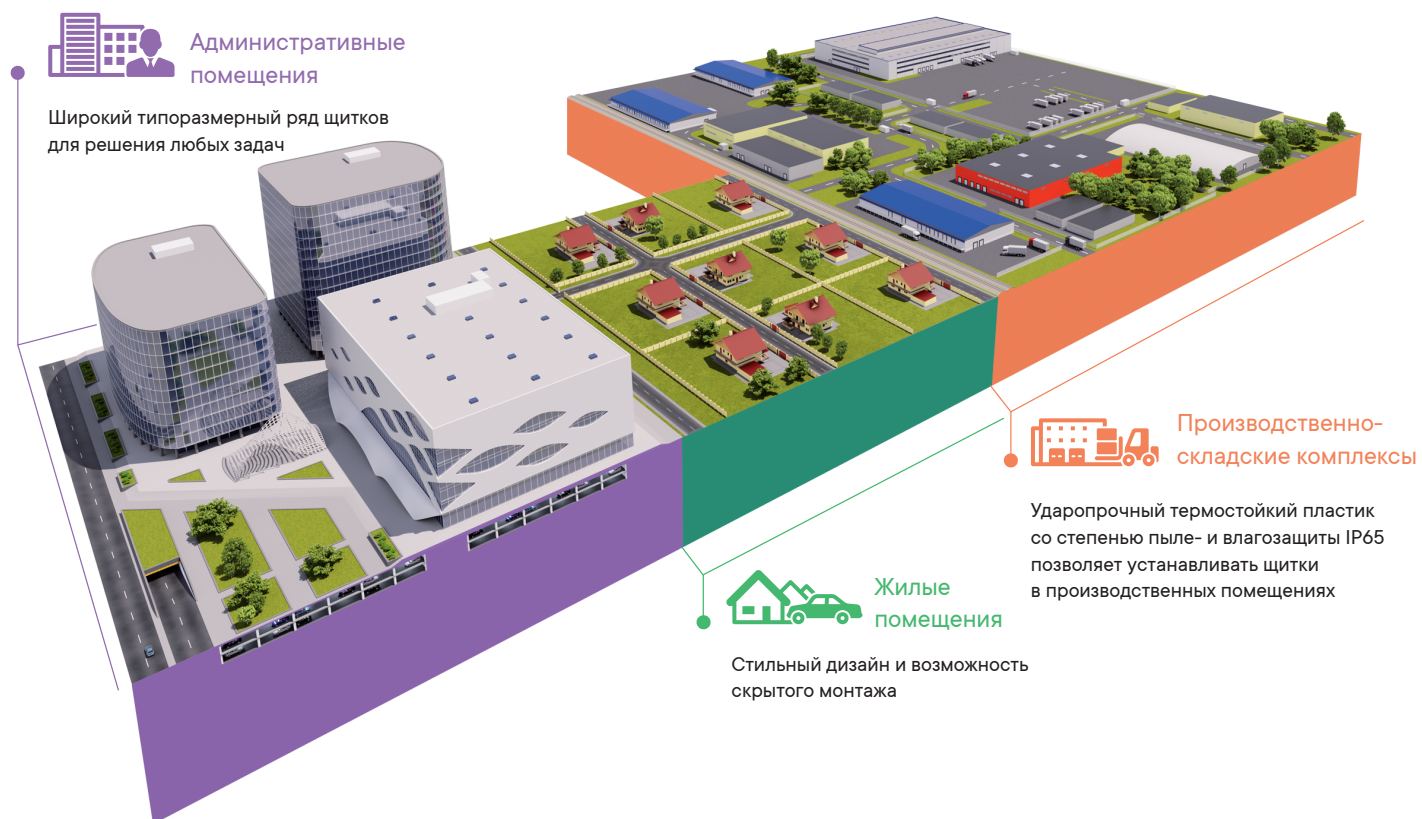 Административные
помещения
Широкий типоразмерный ряд щитков
для решения любых задач
Производственно-
складские комплексы
Ударопрочный термостойкий пластик
со степенью пыле- и влагозащиты IP65
позволяет устанавливать щитки
в производственных помещениях
Жилые
помещения
Стильный дизайн и возможность
скрытого монтажа